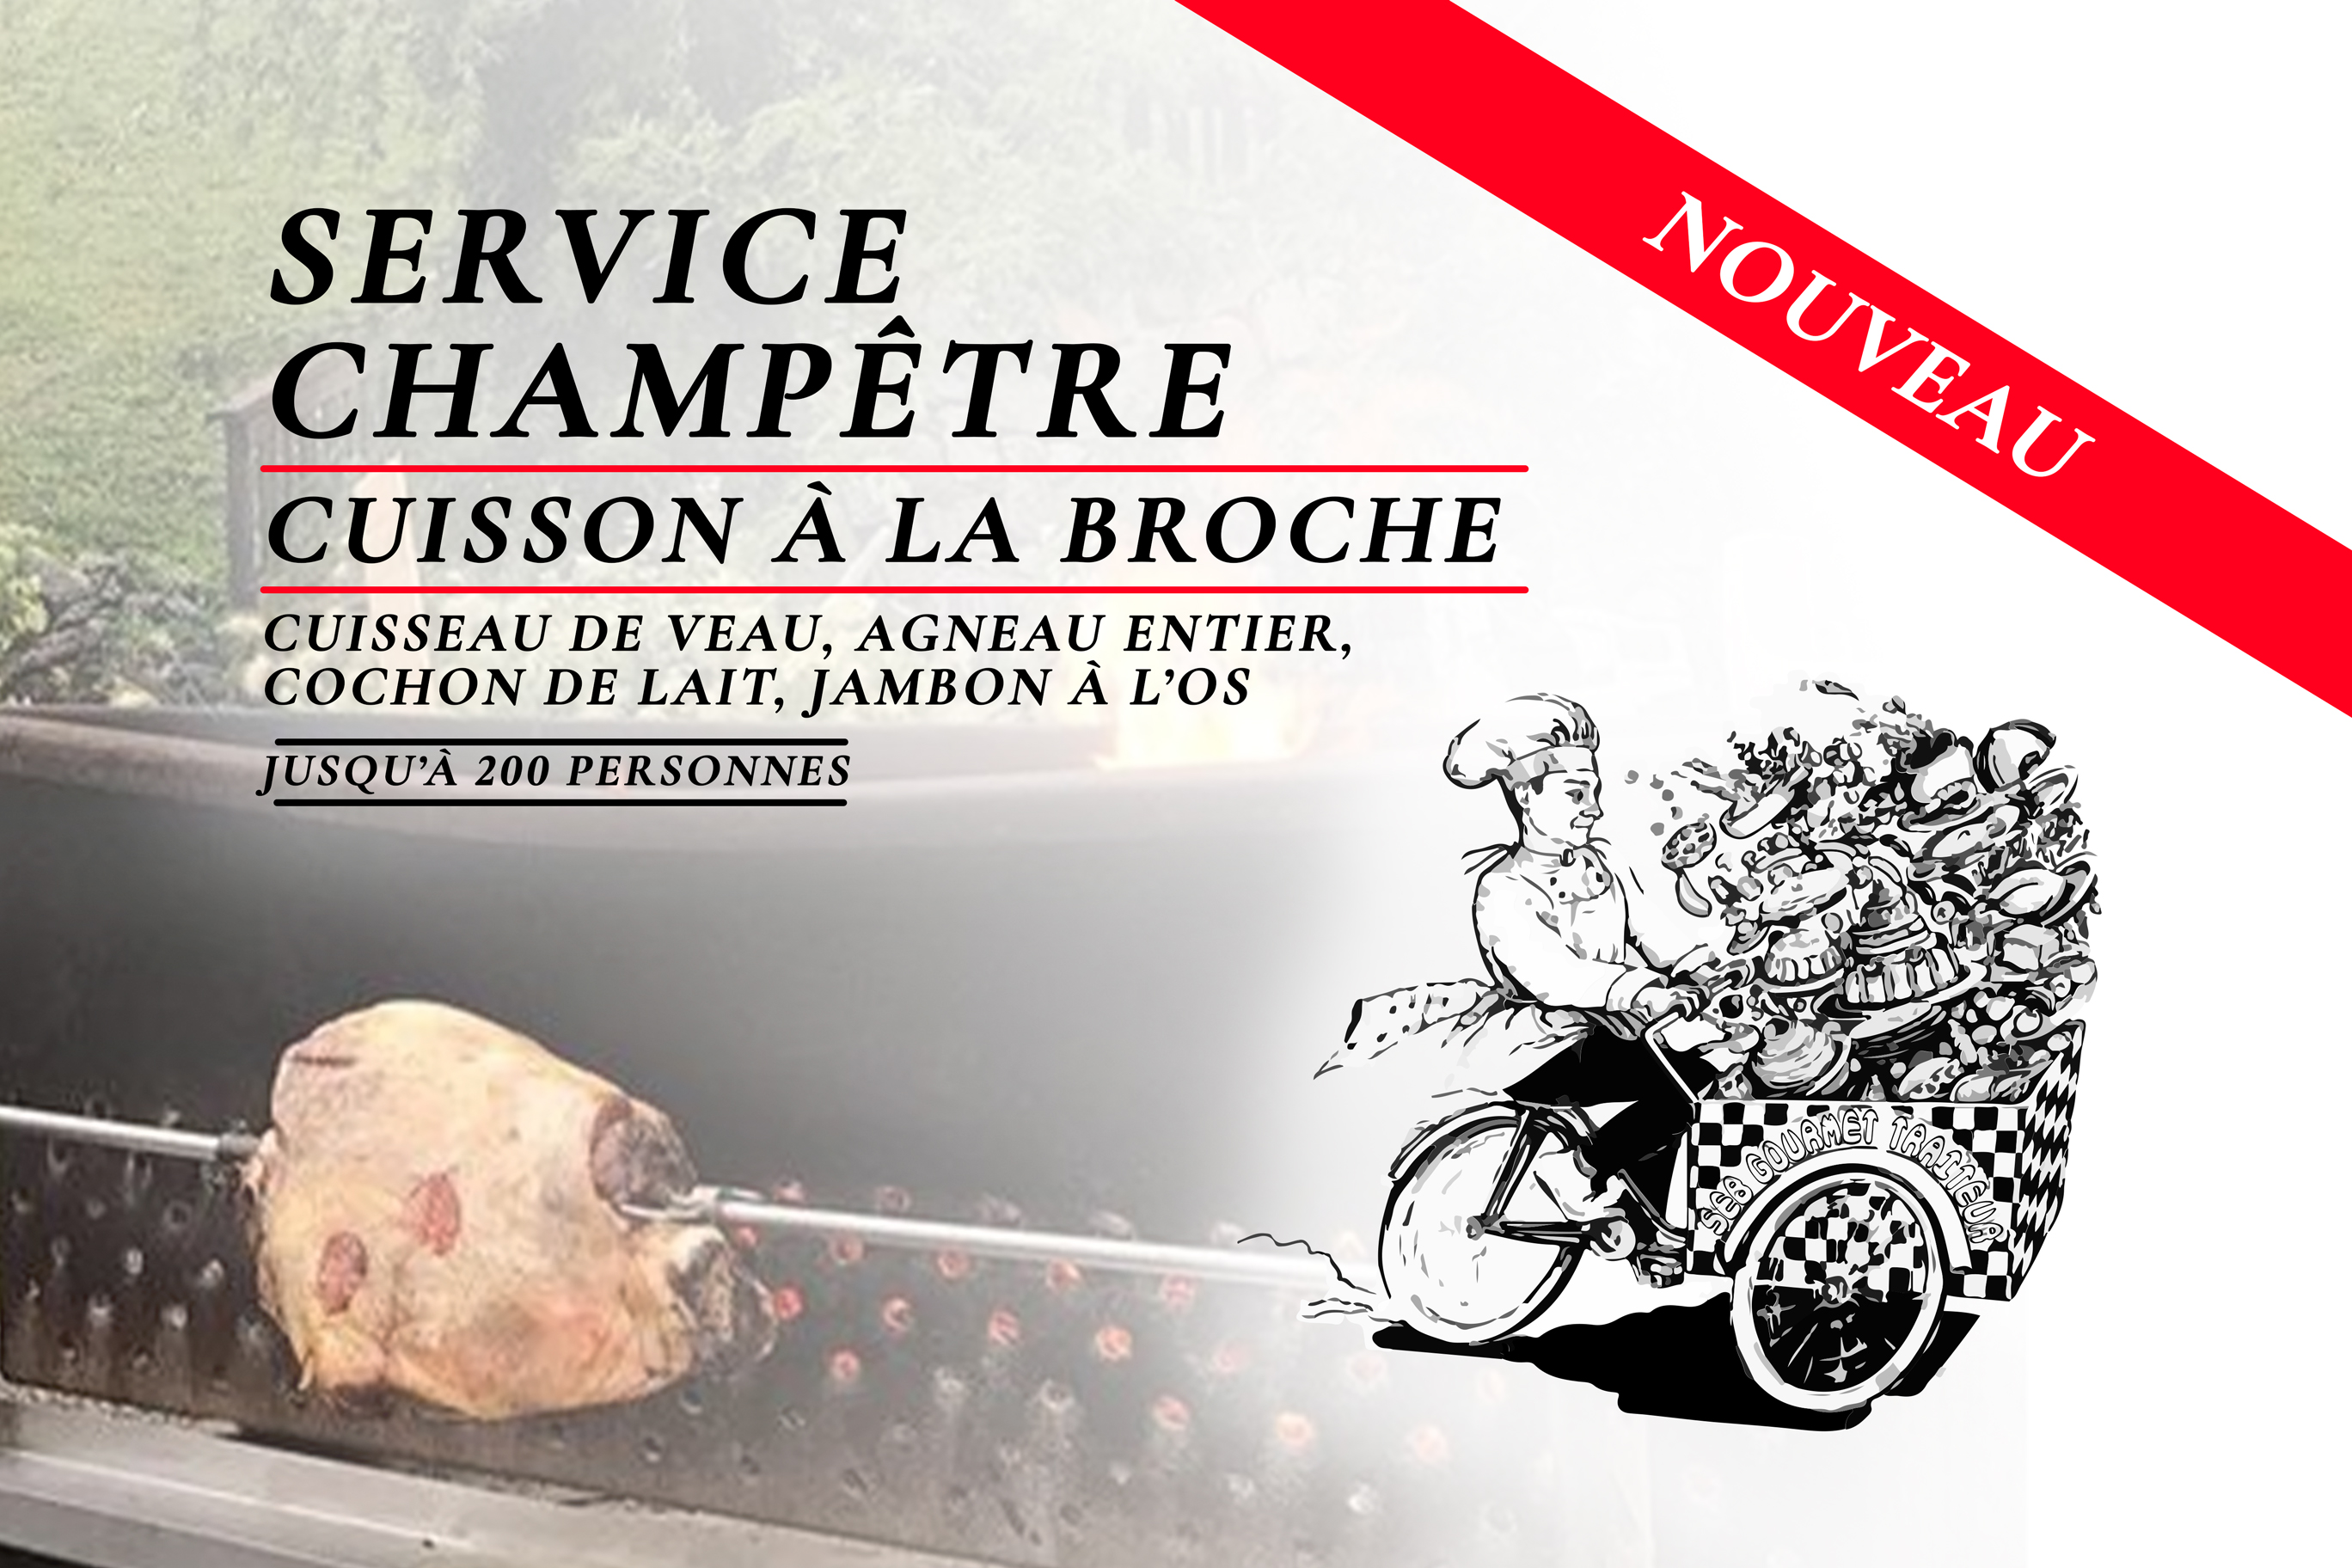 NOUVEAU
SERVICE
CHAMPÊTRE
CUISSON À LA BROCHE
CUISSEAU DE VEAU, AGNEAU ENTIER,
COCHON DE LAIT, JAMBON À L'OS
JUSQU'À 200 PERSONNES
SEB GOURMET TRAITEUR